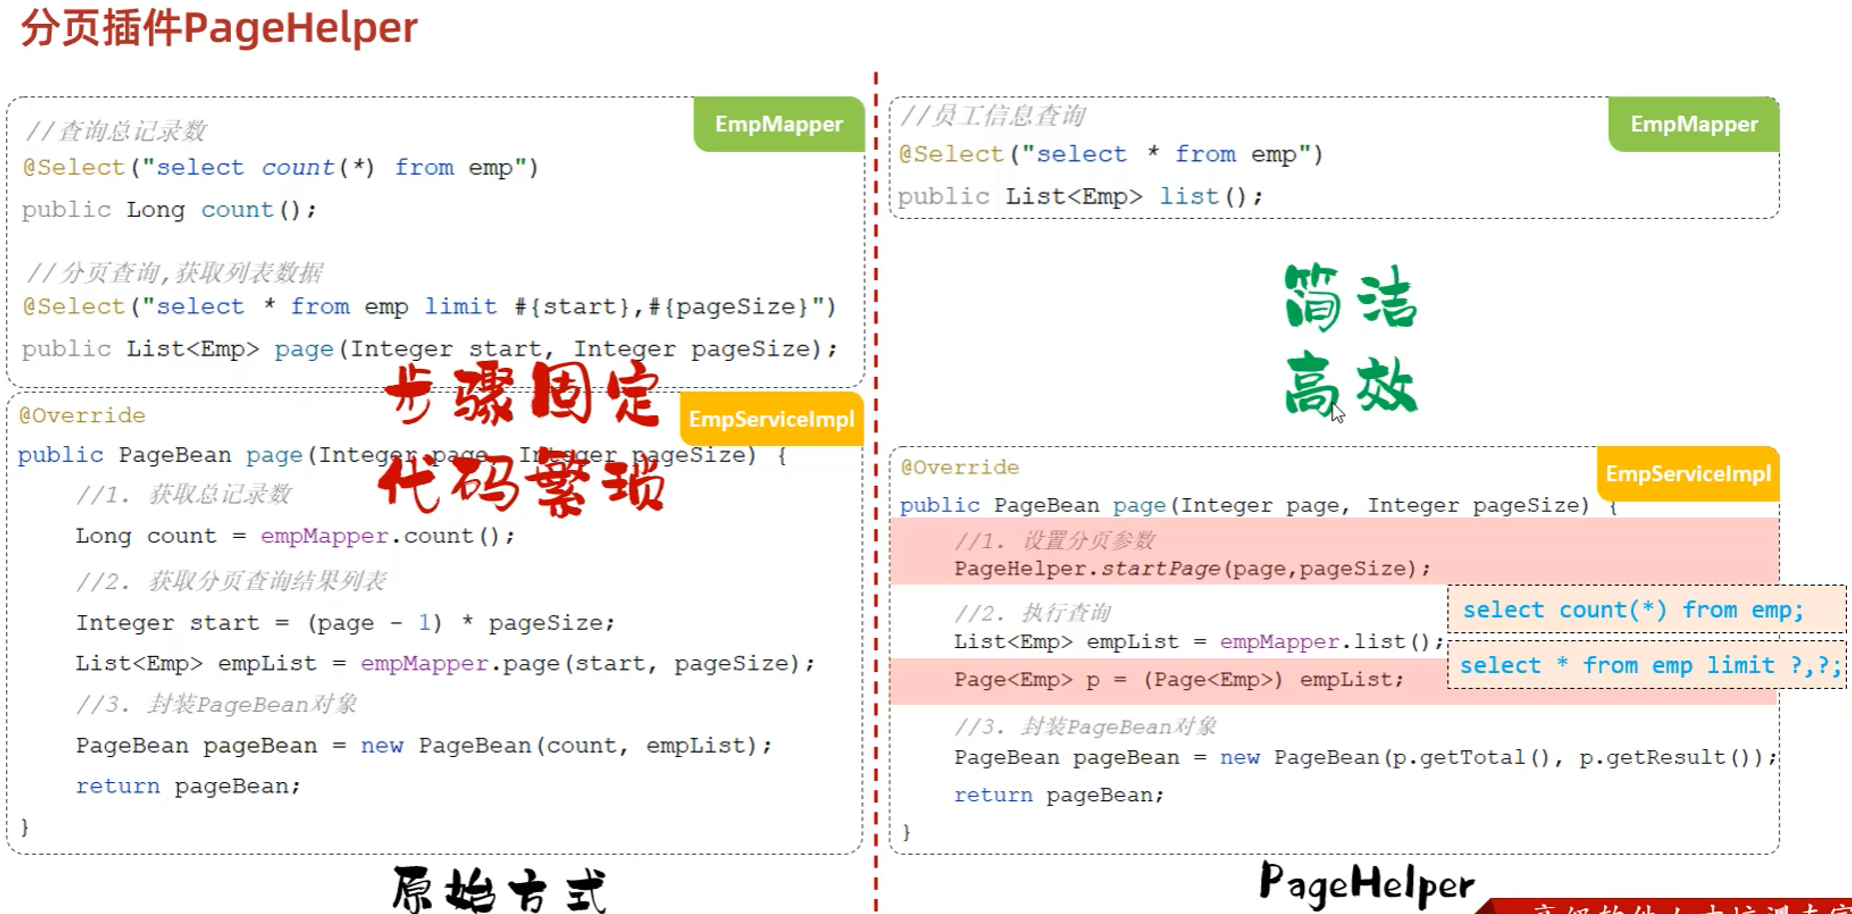 分页插件PageHelper
//查询总记录数
@Select("select count(*) from emp")
public Long count();
//分页查询,获取列表数据
@Select("select * from emp limit #{start},#{pageSize}")
public List<Emp> page(Integer start, Integer pageSize);
EmpMapper
步骤固定
代码繁琐
@Override
public PageBean page(Integer page, Integer pageSize) {
//1. 获取总记录数
Long count = empMapper.count();
//2. 获取分页查询结果列表
Integer start = (page - 1) * pageSize;
List<Emp> empList = empMapper.page(start, pageSize);
//3. 封装PageBean对象
PageBean pageBean = new PageBean(count, empList);
return pageBean;
}
EmpServiceImpl
原始方式
//员工信息查询
@Select("select * from emp")
public List<Emp> list();
EmpMapper
简洁
高效
@Override
public PageBean page(Integer page, Integer pageSize) {
//1. 设置分页参数
PageHelper.startPage(page,pageSize);
//2. 执行查询
List<Emp> empList = empMapper.list();
Page<Emp> p = (Page<Emp>) empList;
//3. 封装PageBean对象
PageBean pageBean = new PageBean(p.getTotal(), p.getResult());
return pageBean;
}
EmpServiceImpl
select count(*) from emp;
select * from emp limit ?,?;
PageHelper